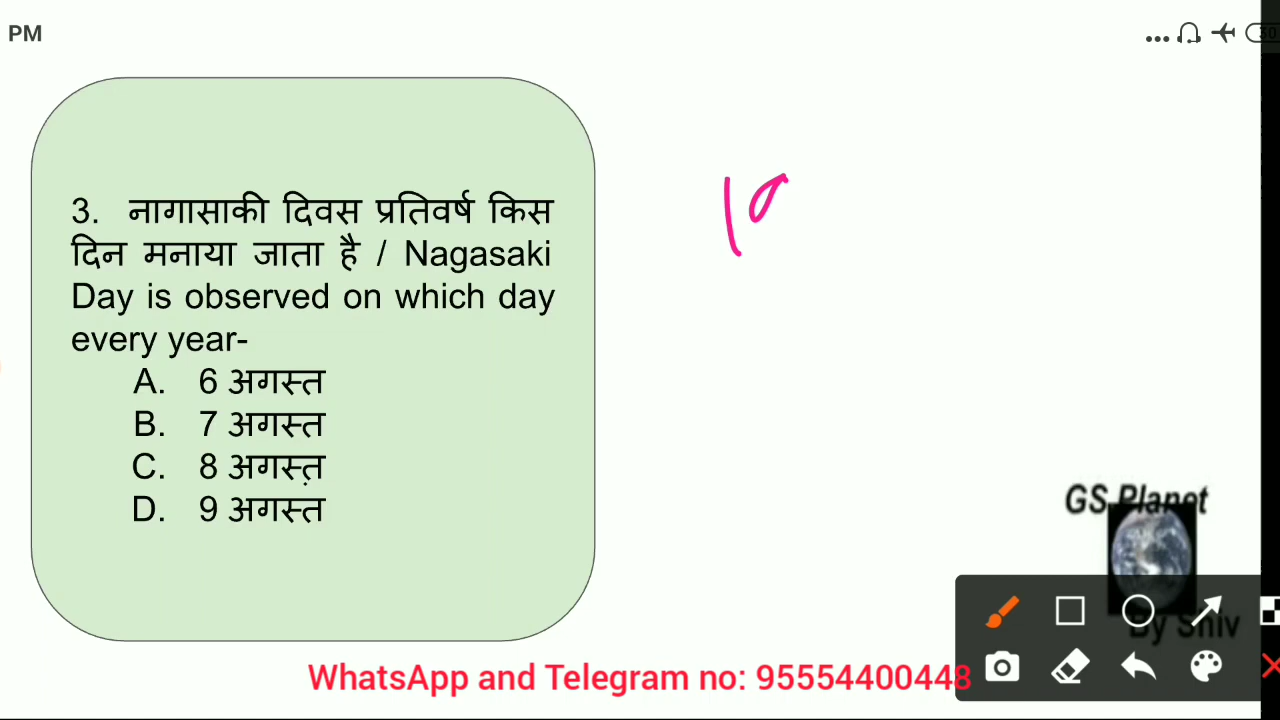 PM
30
3. नागासाकी दिवस प्रतिवर्ष किस
दिन मनाया जाता है / Nagasaki
Day is observed on which day
every year-
A. 6 अगस्त
B. 7 अगस्त
C. 8 अगस्त़
D. 9 अगस्त
GS Planet
By Shiv
WhatsApp and Telegram no: 95554400448